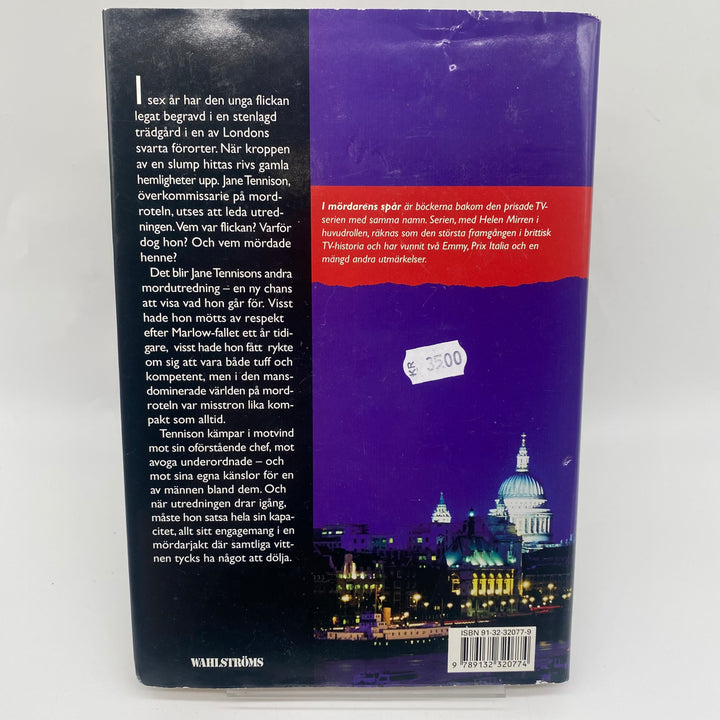 I
sex år har den unga flickan
legat begravd i en stenlagd
trädgård i en av Londons
svarta förorter. När kroppen
av en slump hittas rivs gamla
hemligheter upp. Jane Tennison,
överkommissarie på mord-
roteln, utses att leda utred-
ningen. Vem var flickan? Varför
dog hon? Och vem mördade
henne?
Det blir Jane Tennisons andra
mordutredning – en ny chans
att visa vad hon går för. Visst
hade hon mötts av respekt
efter Marlow-fallet ett år tidi-
gare, visst hade hon fått rykte
om sig att vara både tuff och
kompetent, men i den mans-
dominerade världen på mord-
roteln var misstron lika kom-
pakt som alltid.
Tennison kämpar i motvind
mot sin oförstående chef, mot
avoga underordnade – och
mot sina egna känslor för en
av männen bland dem. Och
när utredningen drar igång,
måste hon satsa hela sin kapa-
citet, allt sitt engagemang i en
mördarjakt där samtliga vitt-
nen tycks ha något att dölja.
WAHLSTRÖMS
I mördarens spår är böckerna bakom den prisade TV-
serien med samma namn. Serien, med Helen Mirren i
huvudrollen, räknas som den största framgången i brittisk
TV-historia och har vunnit två Emmy, Prix Italia och en
mängd andra utmärkelser.
KR 35.00
ISBN 91-32-32077-9
9 789132 320774